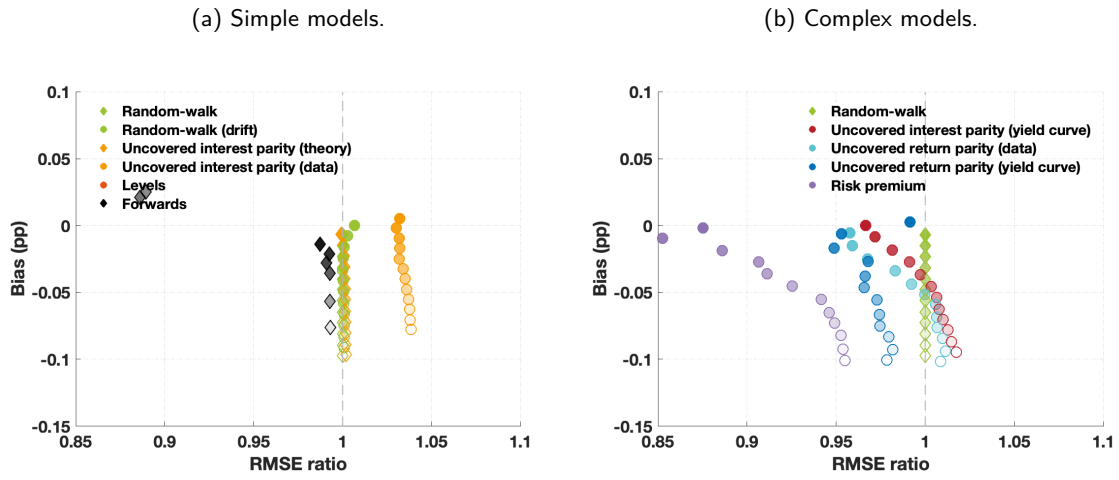 (a) Simple models.
0.1
0.05
0
-0.05
-0.1
-0.15
Bias (pp)
Random-walk
Random-walk (drift)
Uncovered interest parity (theory)
Uncovered interest parity (data)
Levels
Forwards
0.85 0.9 0.95 1 1.05 1.1
RMSE ratio
(b) Complex models.
0.1
0.05
0
-0.05
-0.1
-0.15
Bias (pp)
Random-walk
Uncovered interest parity (yield curve)
Uncovered return parity (data)
Uncovered return parity (yield curve)
Risk premium
0.85 0.9 0.95 1 1.05 1.1
RMSE ratio